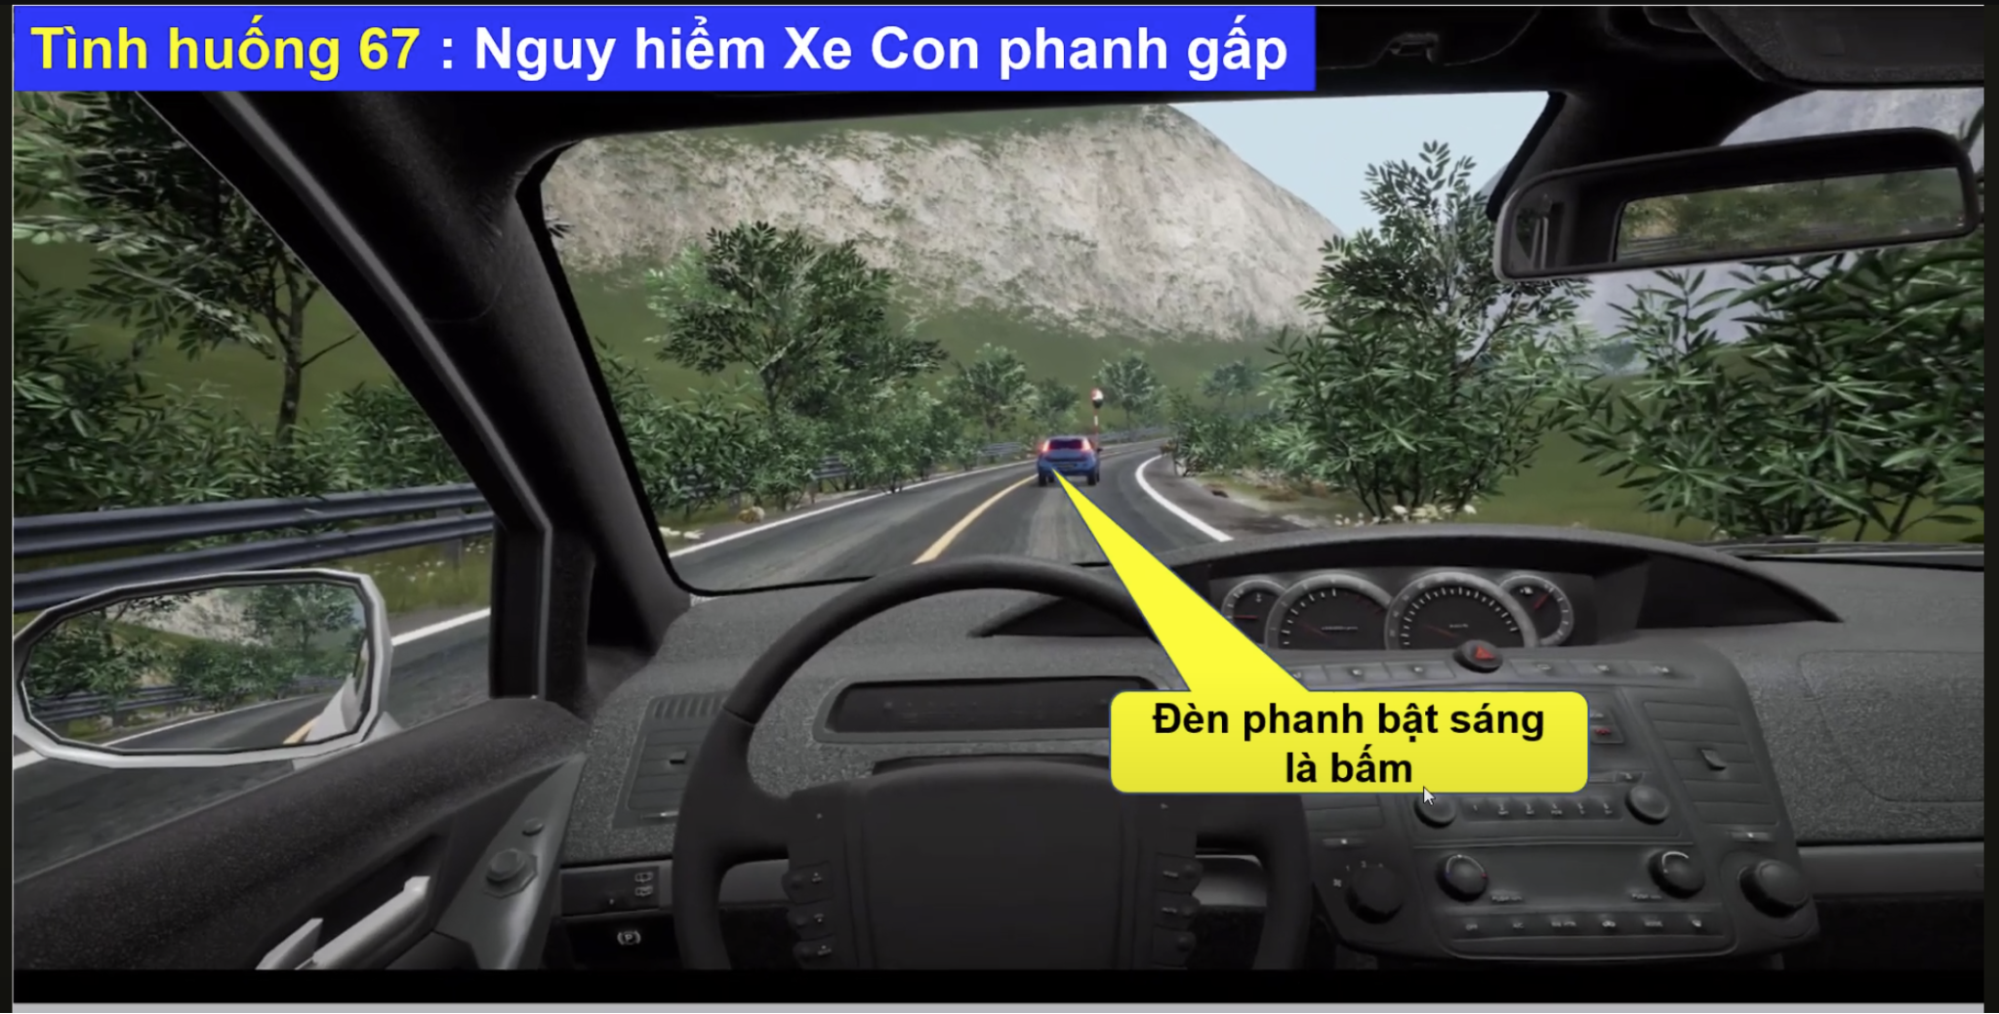 Tình huống 67 : Nguy hiểm Xe Con phanh gấp
Đèn phanh bật sáng
là bấm